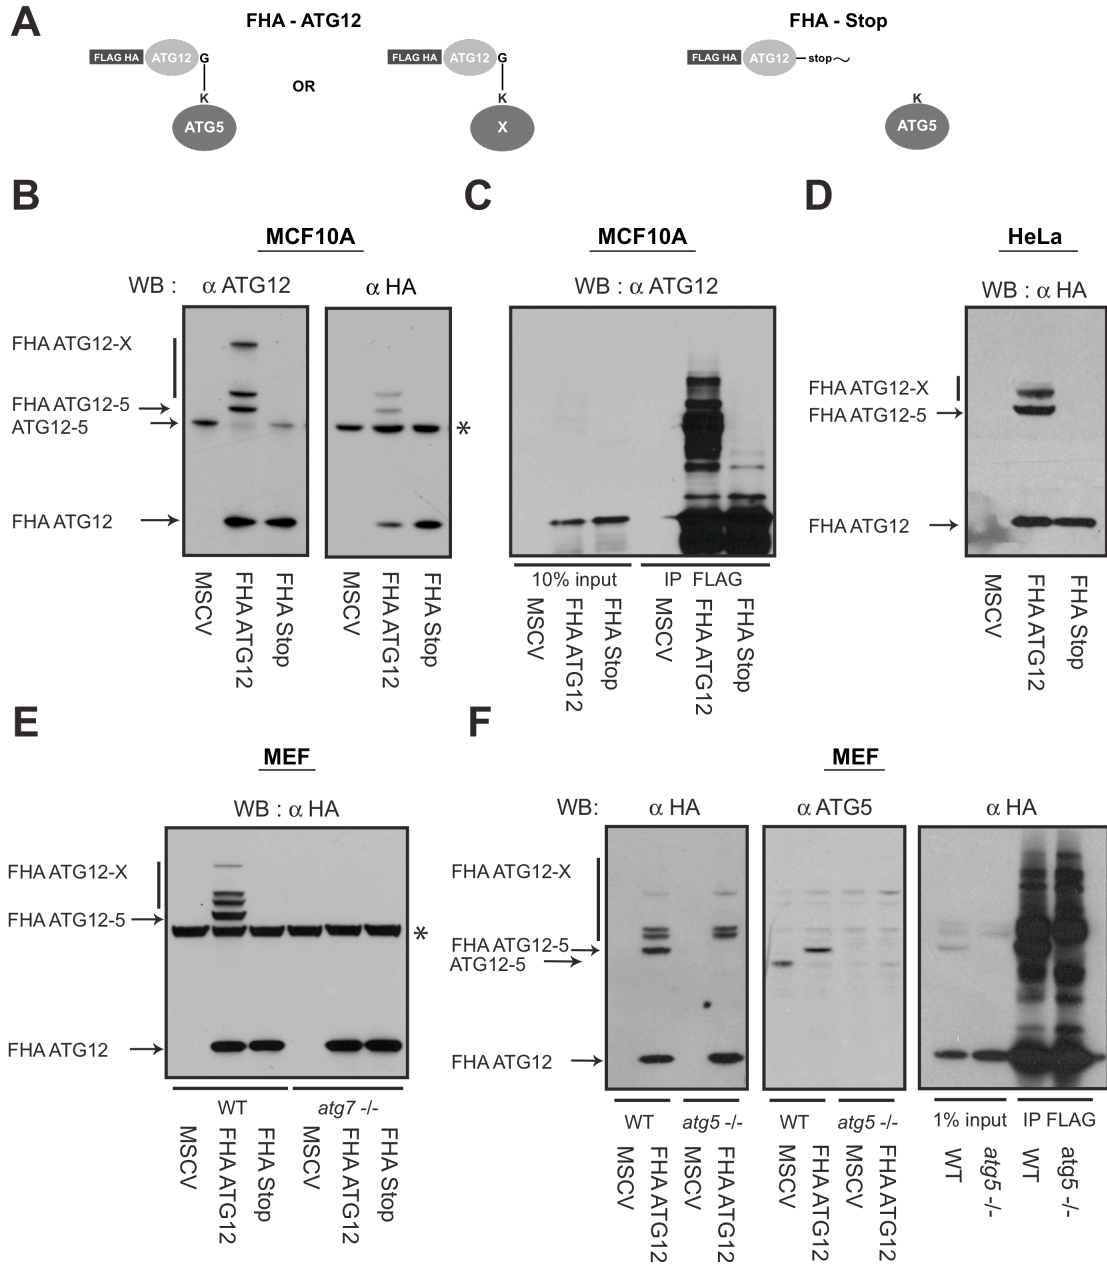 A
FHA - ATG12
FHA - Stop
FLAG HA ATG12 G
K
ATG5
OR
FLAG HA ATG12 G
K
X
FLAG HA ATG12 stop
K
ATG5
B
MCF10A
WB : α ATG12 α HA
FHA ATG12-X
FHA ATG12-5
ATG12-5
*
FHA ATG12
MSCV
FHA ATG12
FHA Stop
MSCV
FHA ATG12
FHA Stop
C
MCF10A
WB : α ATG12
10% input IP FLAG
MSCV
FHA ATG12
FHA Stop
MSCV
FHA ATG12
FHA Stop
D
HeLa
WB : α HA
FHA ATG12-X
FHA ATG12-5
FHA ATG12
MSCV
FHA ATG12
FHA Stop
E
MEF
WB : α HA
FHA ATG12-X
FHA ATG12-5
*
FHA ATG12
WT atg7 -/-
MSCV
FHA ATG12
FHA Stop
MSCV
FHA ATG12
FHA Stop
F
MEF
WB: α HA α ATG5 α HA
FHA ATG12-X
FHA ATG12-5
ATG12-5
FHA ATG12
WT atg5 -/- WT atg5 -/- 1% input IP FLAG
MSCV
FHA ATG12
MSCV
FHA ATG12
MSCV
FHA ATG12
MSCV
FHA ATG12
WT
atg5 -/-
WT
atg5 -/-